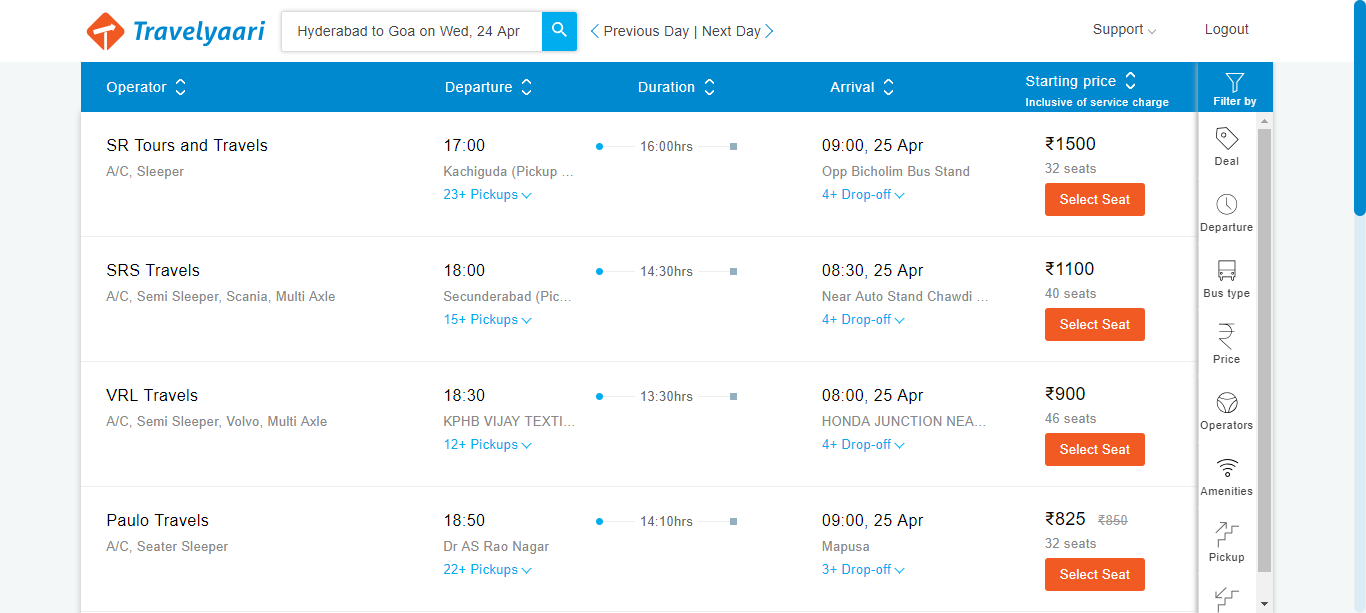 Travelyaari
Hyderabad to Goa on Wed, 24 Apr
Previous Day | Next Day
Support
Logout
Operator Departure Duration Arrival Starting price
Inclusive of service charge
Filter by
SR Tours and Travels 17:00 16:00hrs 09:00, 25 Apr ₹1500
A/C, Sleeper Kachiguda (Pickup ... Opp Bicholim Bus Stand 32 seats
23+ Pickups 4+ Drop-off Select Seat
SRS Travels 18:00 14:30hrs 08:30, 25 Apr ₹1100
A/C, Semi Sleeper, Scania, Multi Axle Secunderabad (Pic... Near Auto Stand Chawdi ... 40 seats
15+ Pickups 4+ Drop-off Select Seat
VRL Travels 18:30 13:30hrs 08:00, 25 Apr ₹900
A/C, Semi Sleeper, Volvo, Multi Axle KPHB VIJAY TEXTI... HONDA JUNCTION NEA... 46 seats
12+ Pickups 4+ Drop-off Select Seat
Paulo Travels 18:50 14:10hrs 09:00, 25 Apr ₹825 ₹850
A/C, Seater Sleeper Dr AS Rao Nagar Mapusa 32 seats
22+ Pickups 3+ Drop-off Select Seat
Deal
Departure
Bus type
Price
Operators
Amenities
Pickup